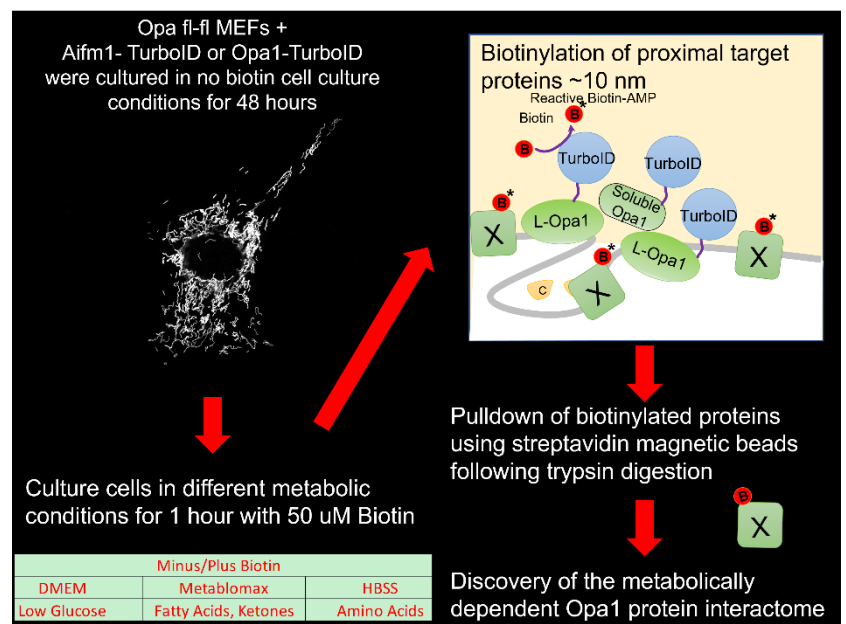 Opa fl-fl MEFs +
Aifm1- TurboID or Opa1-TurboID
were cultured in no biotin cell culture
conditions for 48 hours
Culture cells in different metabolic
conditions for 1 hour with 50 uM Biotin
Minus/Plus Biotin
DMEM Metablomax HBSS
Low Glucose Fatty Acids, Ketones Amino Acids
Biotinylation of proximal target
proteins ~10 nm
Reactive Biotin-AMP
B*
Biotin
B
TurboID
TurboID
Soluble
Opa1
TurboID
B*
X
L-Opa1
L-Opa1
B*
X
B*
X
C
Pulldown of biotinylated proteins
using streptavidin magnetic beads
following trypsin digestion
B
X
Discovery of the metabolically
dependent Opa1 protein interactome